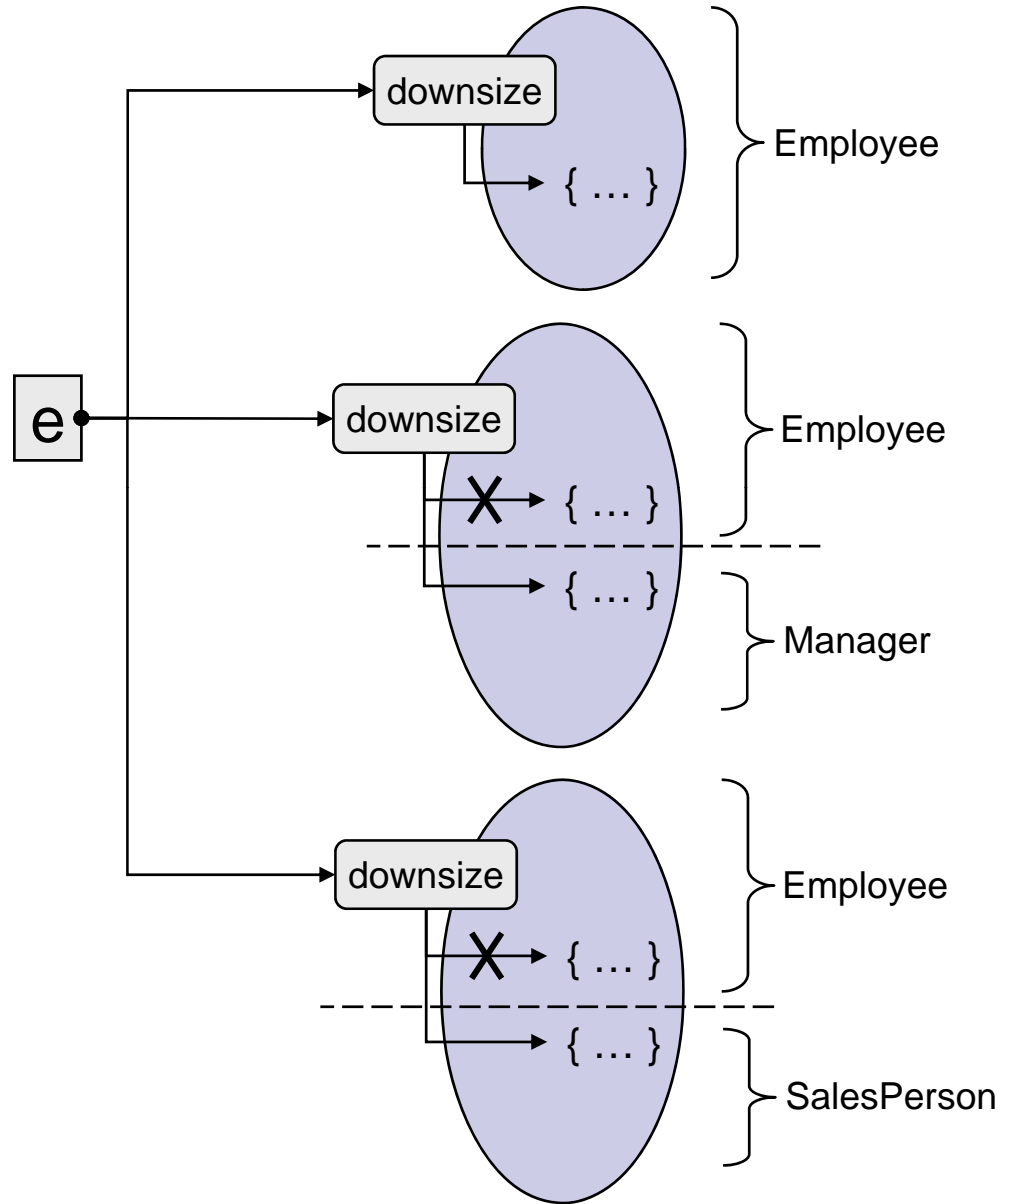 downsize
{ ... }
Employee
e
downsize
{ ... }
Employee
{ ... }
Manager
downsize
{ ... }
Employee
{ ... }
SalesPerson